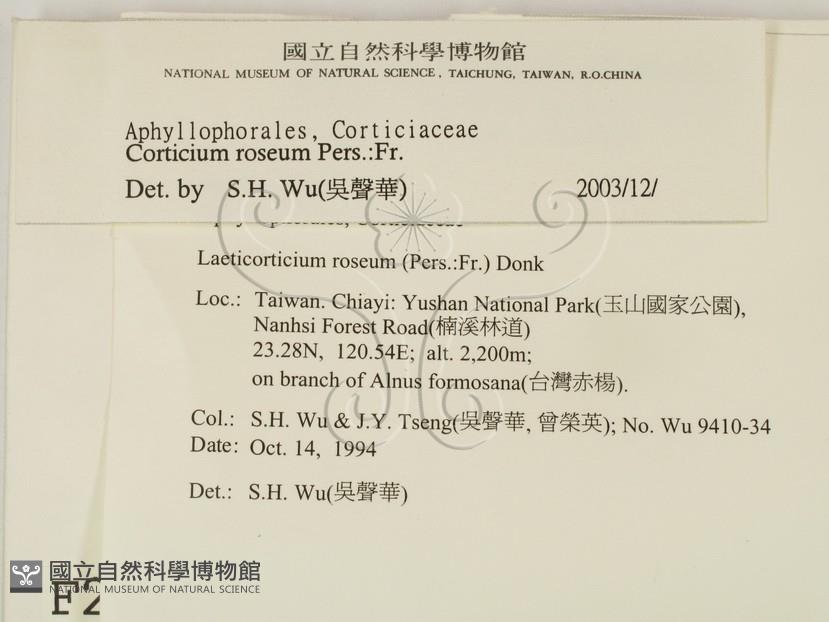 國立自然科學博物館
NATIONAL MUSEUM OF NATURAL SCIENCE, TAICHUNG, TAIWAN, R.O.CHINA
Aphyllophorales, Corticiaceae
Corticium roseum Pers.:Fr.
Det. by S.H. Wu(吳聲華) 2003/12/
Laeticorticium roseum (Pers.:Fr.) Donk
Loc.: Taiwan. Chiayi: Yushan National Park(玉山國家公園),
Nanhsi Forest Road(楠溪林道)
23.28N, 120.54E; alt. 2,200m;
on branch of Alnus formosana(台灣赤楊).
Col.: S.H. Wu & J.Y. Tseng(吳聲華, 曾榮英); No. Wu 9410-34
Date: Oct. 14, 1994
Det.: S.H. Wu(吳聲華)
國立自然科學博物館
NATIONAL MUSEUM OF NATURAL SCIENCE
F2